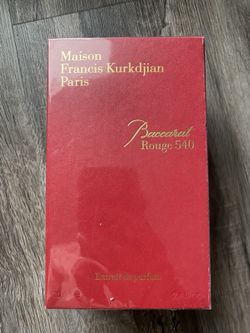 Maison
Francis Kurkdjian
Paris
Baccarat
Rouge 540
Extrait de parfum